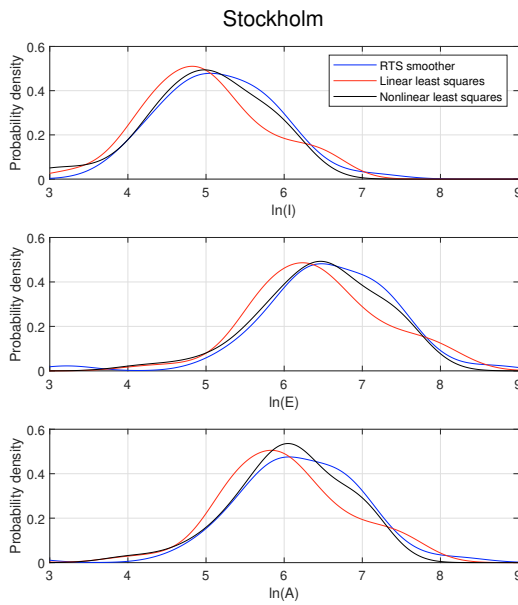 Stockholm
0.6
0.4
0.2
0
Probability density
RTS smoother
Linear least squares
Nonlinear least squares
3 4 5 6 7 8 9
ln(I)
0.6
0.4
0.2
0
Probability density
3 4 5 6 7 8 9
ln(E)
0.6
0.4
0.2
0
Probability density
3 4 5 6 7 8 9
ln(A)